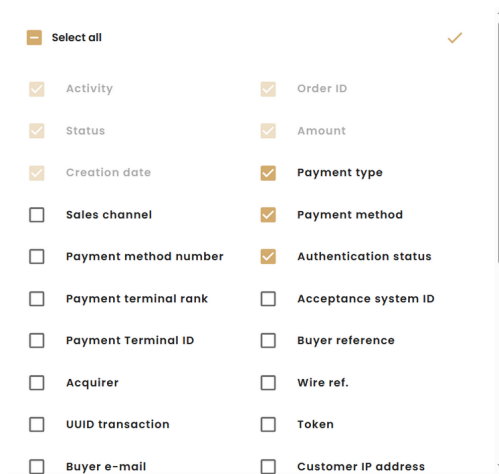 Select all
Activity
Order ID
Status
Amount
Creation date
Payment type
Sales channel
Payment method
Payment method number
Authentication status
Payment terminal rank
Acceptance system ID
Payment Terminal ID
Buyer reference
Acquirer
Wire ref.
UUID transaction
Token
Buyer e-mail
Customer IP address